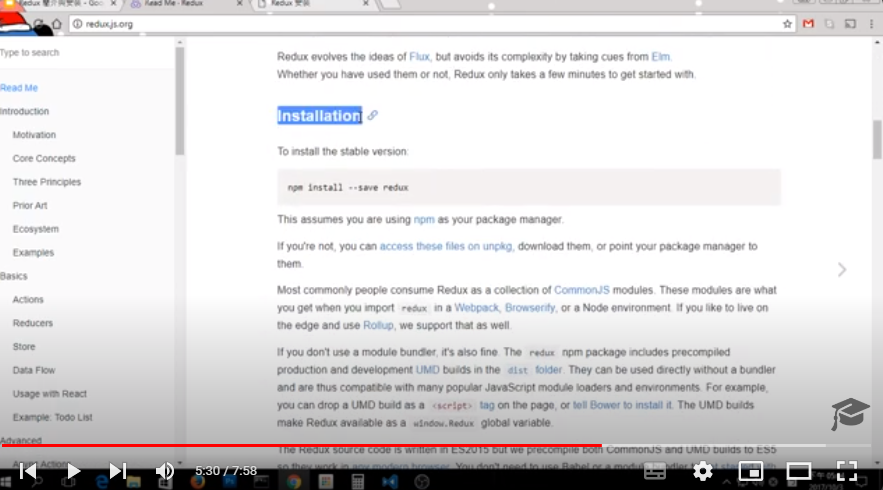 Redux 簡介與安裝 - Goo
Read Me · Redux
Redux 安裝
redux.js.org
Type to search
Read Me
Introduction
Motivation
Core Concepts
Three Principles
Prior Art
Ecosystem
Examples
Basics
Actions
Reducers
Store
Data Flow
Usage with React
Example: Todo List
Advanced
Async Actions
Redux evolves the ideas of Flux, but avoids its complexity by taking cues from Elm.
Whether you have used them or not, Redux only takes a few minutes to get started with.
Installation
To install the stable version:
npm install --save redux
This assumes you are using npm as your package manager.
If you're not, you can access these files on unpkg, download them, or point your package manager to
them.
Most commonly people consume Redux as a collection of CommonJS modules. These modules are what
you get when you import redux in a Webpack, Browserify, or a Node environment. If you like to live on
the edge and use Rollup, we support that as well.
If you don't use a module bundler, it's also fine. The redux npm package includes precompiled
production and development UMD builds in the dist folder. They can be used directly without a bundler
and are thus compatible with many popular JavaScript module loaders and environments. For example,
you can drop a UMD build as a <script> tag on the page, or tell Bower to install it. The UMD builds
make Redux available as a window.Redux global variable.
The Redux source code is written in ES2015 but we precompile both CommonJS and UMD builds to ES5
so they work in any modern browser. You don't need to use Babel or a module bundler to get started with
5:30 / 7:58